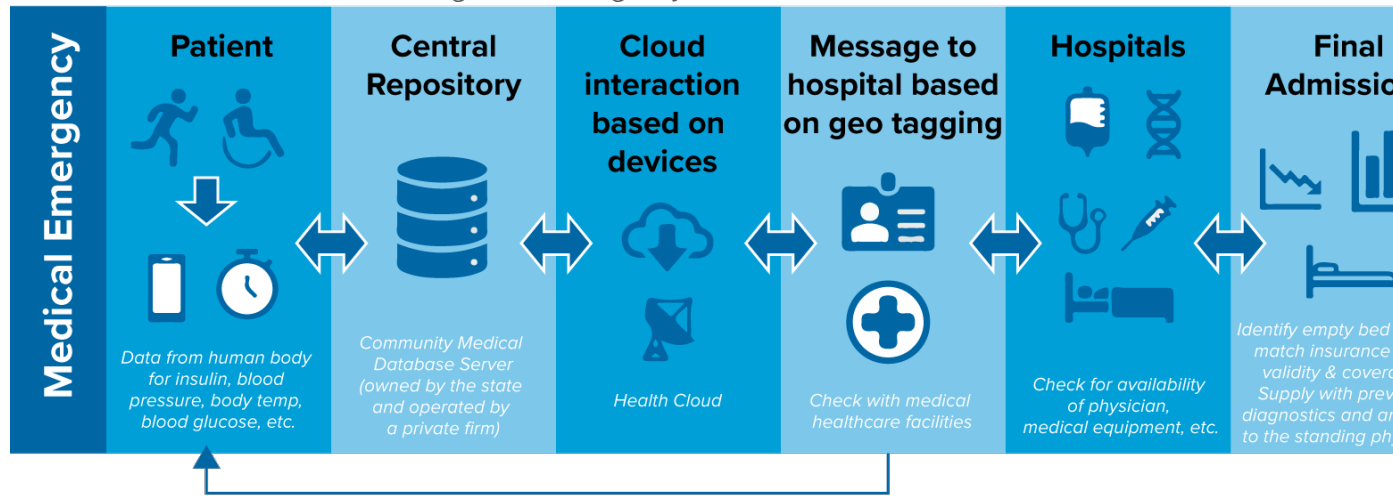 Medical Emergency
Patient
Data from human body
for insulin, blood
pressure, body temp,
blood glucose, etc.
Central
Repository
Community Medical
Database Server
(owned by the state
and operated by
a private firm)
Cloud
interaction
based on
devices
Health Cloud
Message to
hospital based
on geo tagging
Check with medical
healthcare facilities
Hospitals
Check for availability
of physician,
medical equipment, etc.
Final
Admissio
Identify empty bed
match insurance
validity & covera
Supply with prev
diagnostics and
to the standing phy